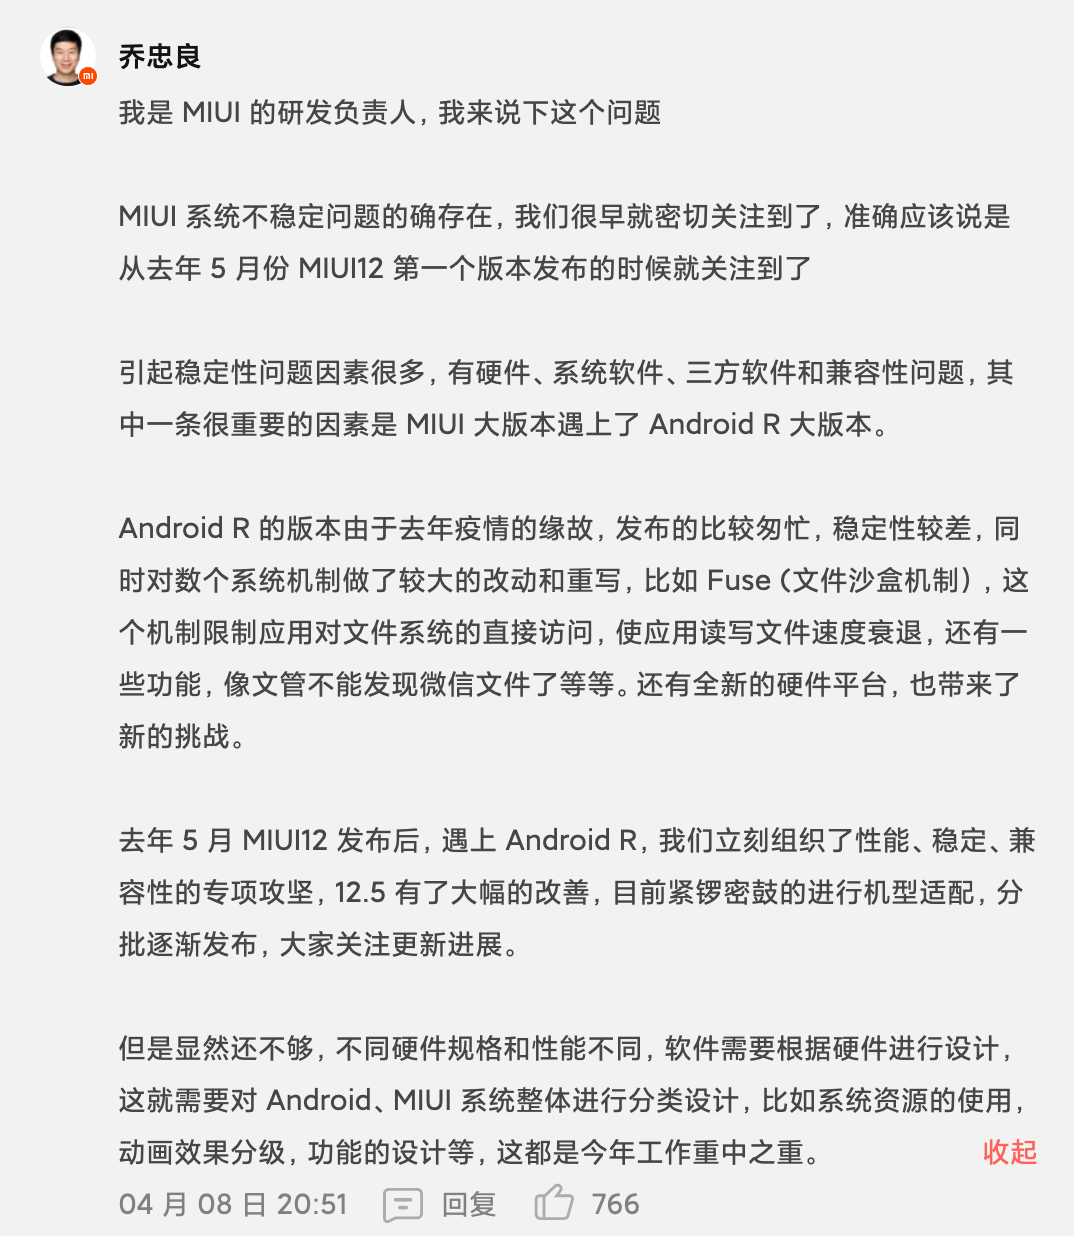 乔忠良
mi
我是 MIUI 的研发负责人，我来说下这个问题
MIUI 系统不稳定问题的确存在，我们很早就密切关注到了，准确应该说是
从去年 5 月份 MIUI12 第一个版本发布的时候就关注到了
引起稳定性问题因素很多，有硬件、系统软件、三方软件和兼容性问题，其
中一条很重要的因素是 MIUI 大版本遇上了 Android R 大版本。
Android R 的版本由于去年疫情的缘故，发布的比较匆忙，稳定性较差，同
时对数个系统机制做了较大的改动和重写，比如 Fuse（文件沙盒机制），这
个机制限制应用对文件系统的直接访问，使应用读写文件速度衰退，还有一
些功能，像文管不能发现微信文件了等等。还有全新的硬件平台，也带来了
新的挑战。
去年 5 月 MIUI12 发布后，遇上 Android R，我们立刻组织了性能、稳定、兼
容性的专项攻坚，12.5 有了大幅的改善，目前紧锣密鼓的进行机型适配，分
批逐渐发布，大家关注更新进展。
但是显然还不够，不同硬件规格和性能不同，软件需要根据硬件进行设计，
这就需要对 Android、MIUI 系统整体进行分类设计，比如系统资源的使用，
动画效果分级，功能的设计等，这都是今年工作重中之重。 收起
04 月 08 日 20:51 回复 766